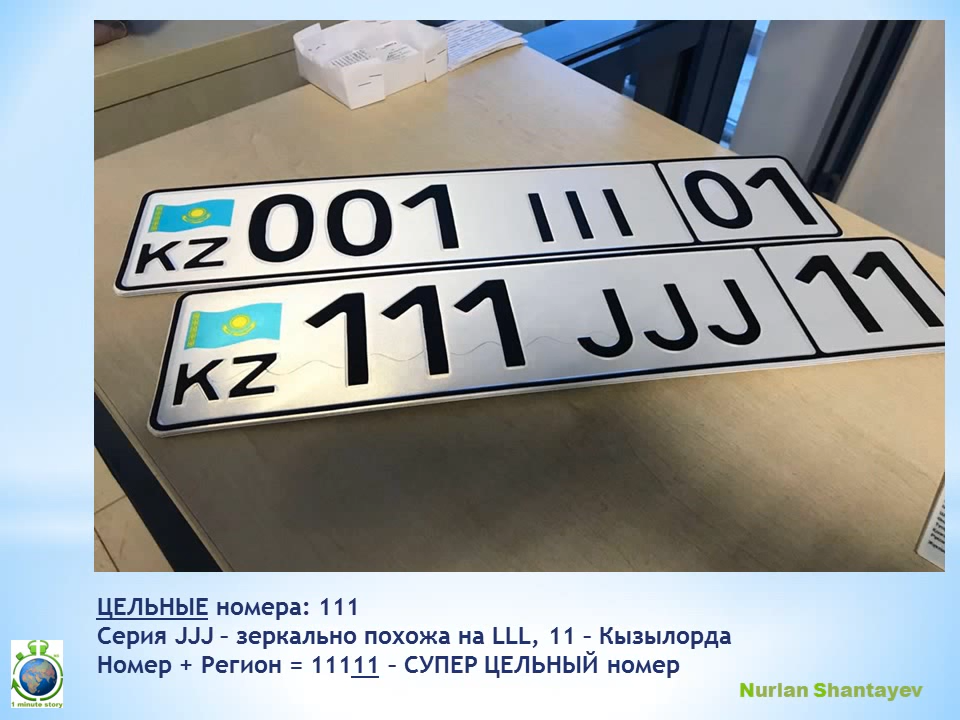 001 III 01
KZ
111 JJJ 11
KZ
ЦЕЛЬНЫЕ номера: 111
Серия JJJ – зеркально похожа на LLL, 11 – Кызылорда
Номер + Регион = 11111 – СУПЕР ЦЕЛЬНЫЙ номер
1 minute story
Nurlan Shantayev